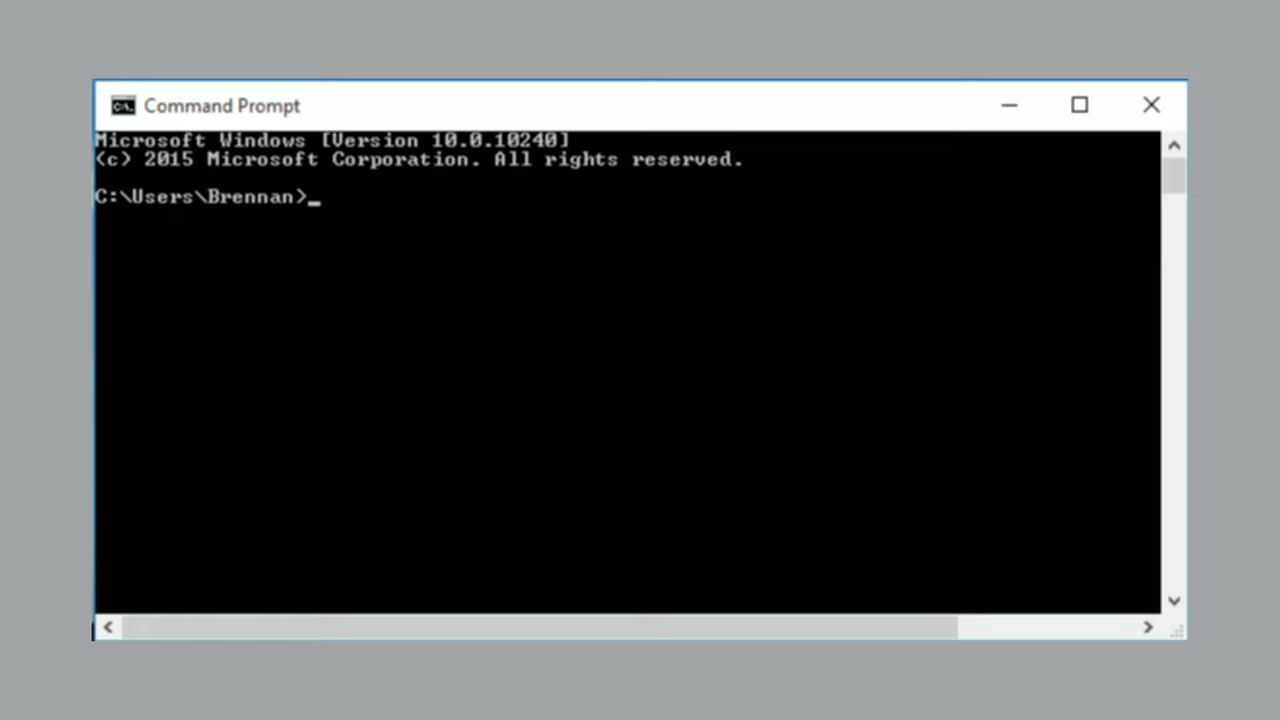 Command Prompt
Microsoft Windows [Version 10.0.10240]
(c) 2015 Microsoft Corporation. All rights reserved.
C:\Users\Brennan>_